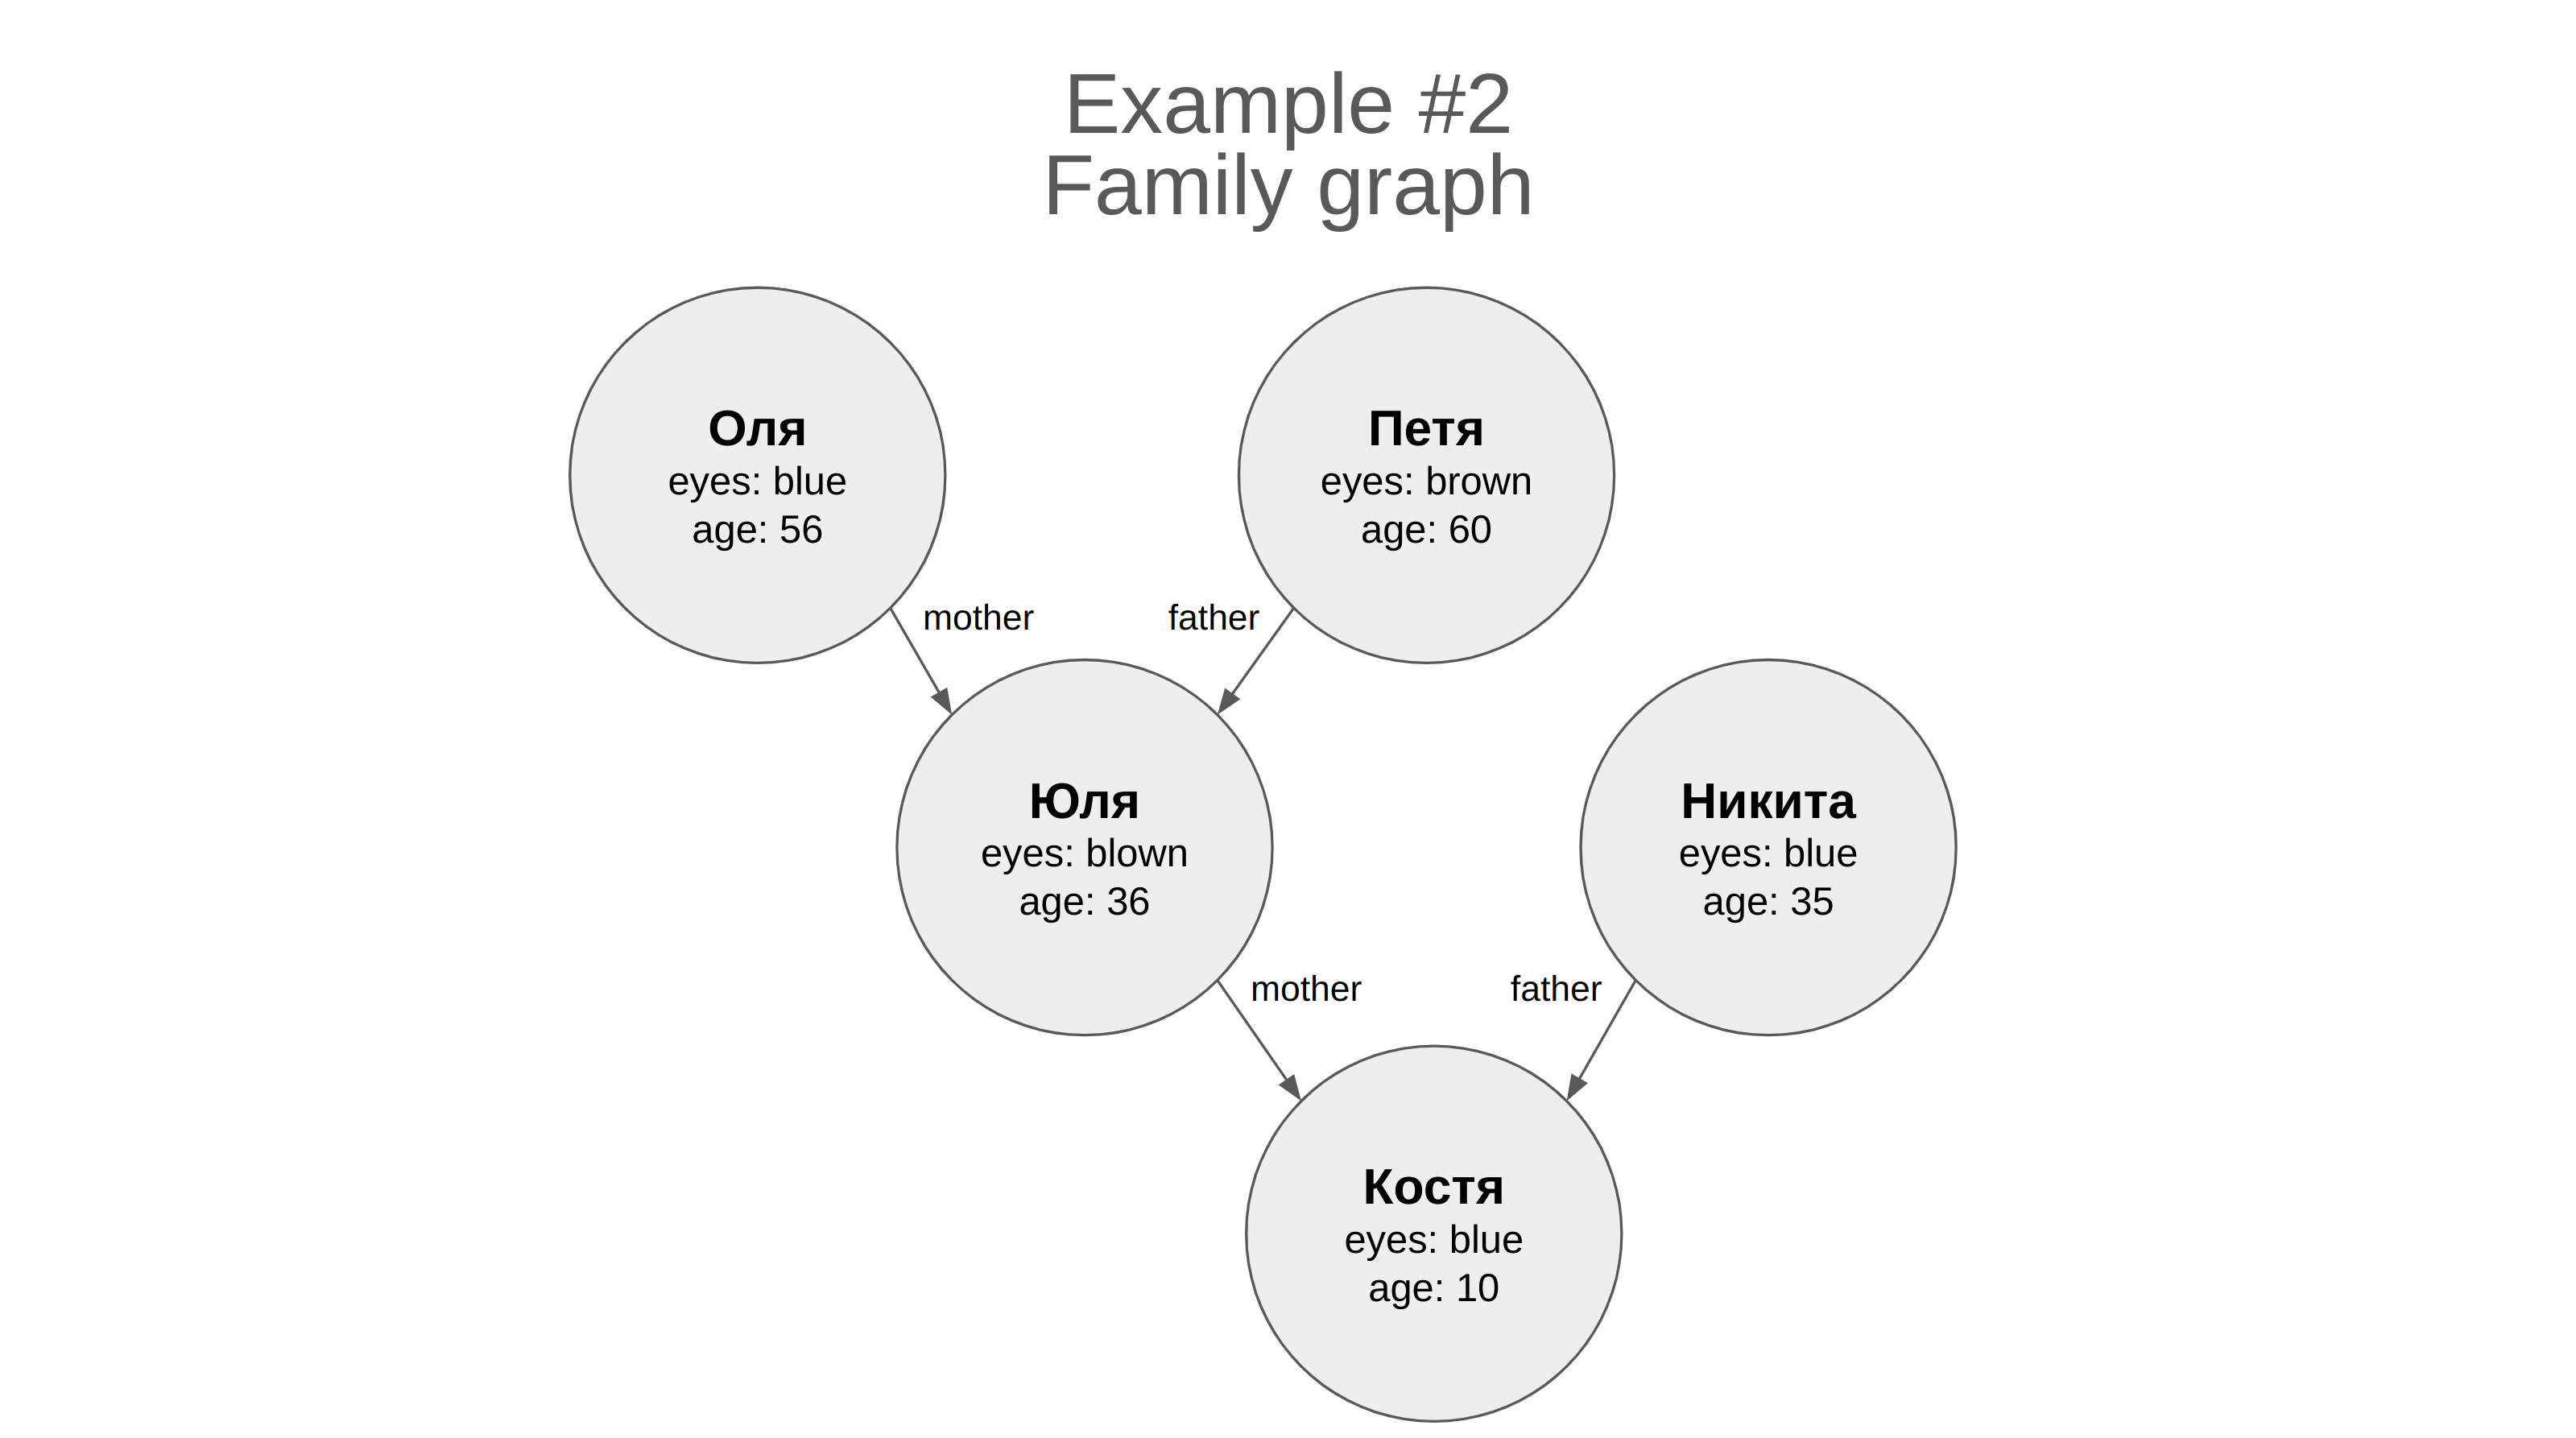 Example #2
Family graph
Оля
eyes: blue
age: 56
Петя
eyes: brown
age: 60
mother
father
Юля
eyes: blown
age: 36
Никита
eyes: blue
age: 35
mother
father
Костя
eyes: blue
age: 10